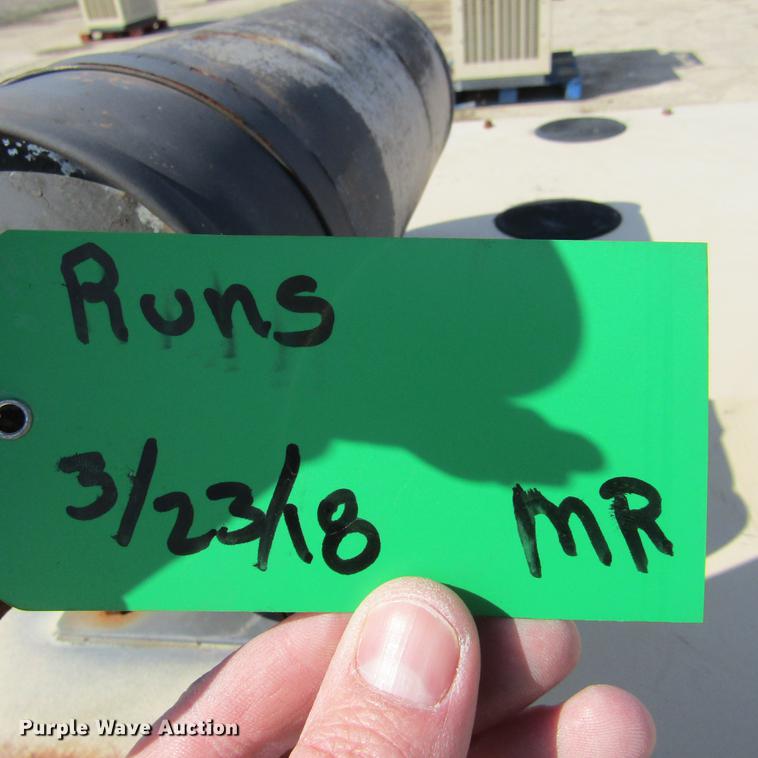 Runs
3/23/18 MR
Purple Wave Auction